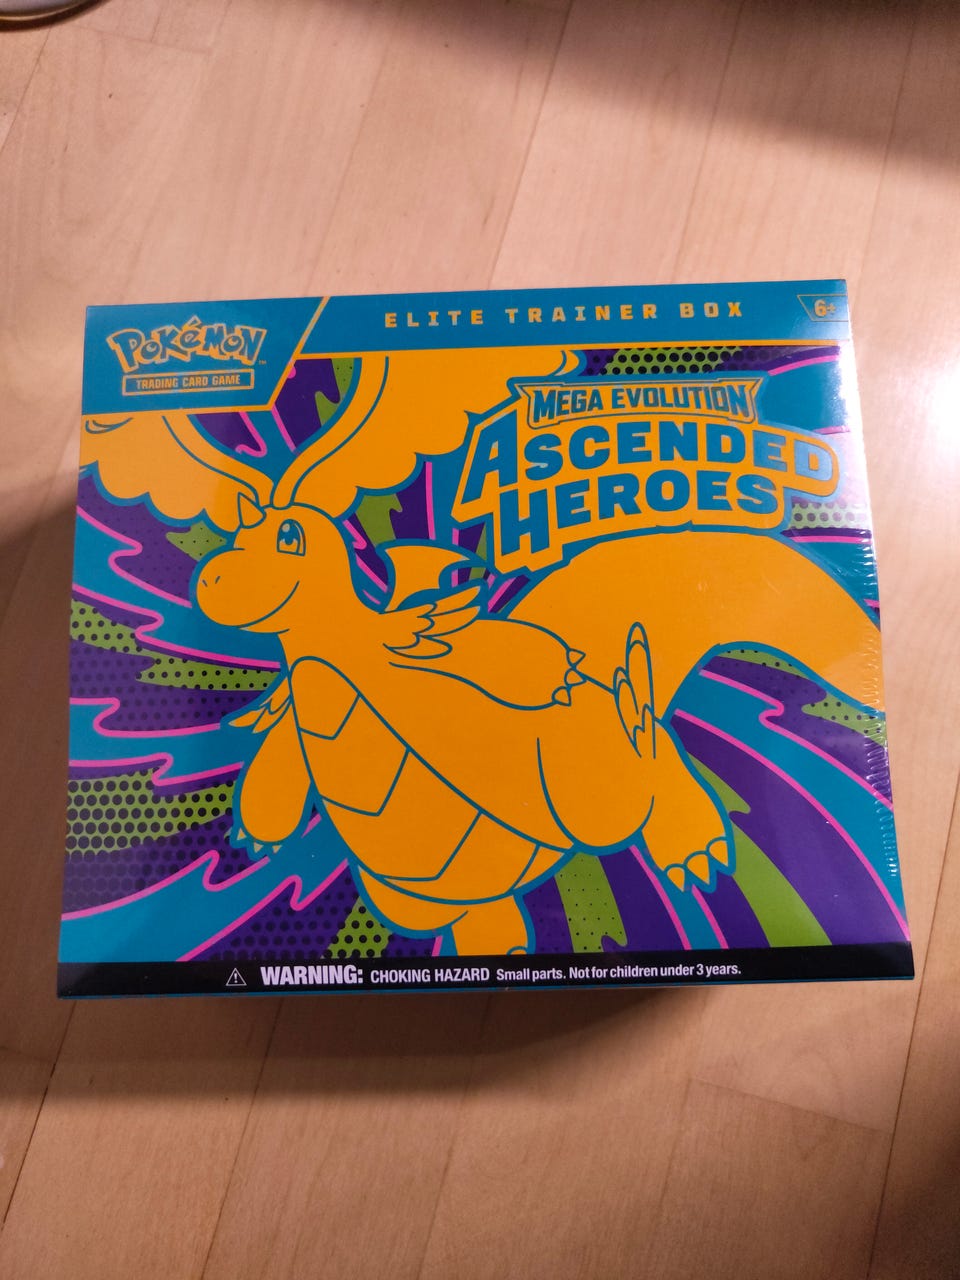 ELITE TRAINER BOX
6+
POKÉMON
TM
TRADING CARD GAME
MEGA EVOLUTION
ASCENDED
HEROES
WARNING: CHOKING HAZARD Small parts. Not for children under 3 years.